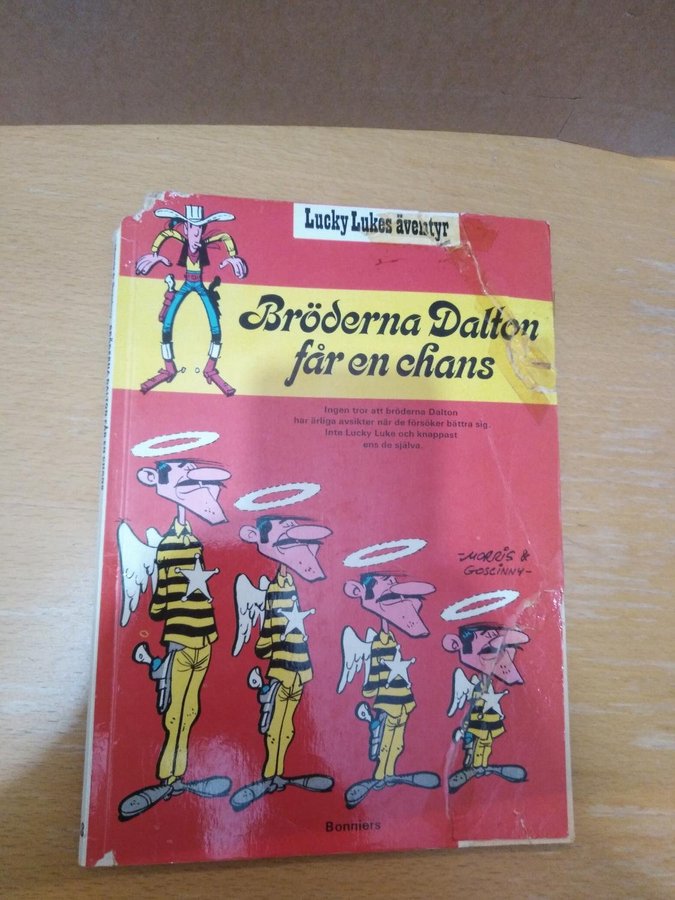 Lucky Lukes äventyr
Bröderna Dalton
får en chans
Ingen tror att bröderna Dalton
har ärliga avsikter när de försöker bättra sig.
Inte Lucky Luke och knappast
ens de själva.
-MORRIS &
GOSCINNY-
Bonniers